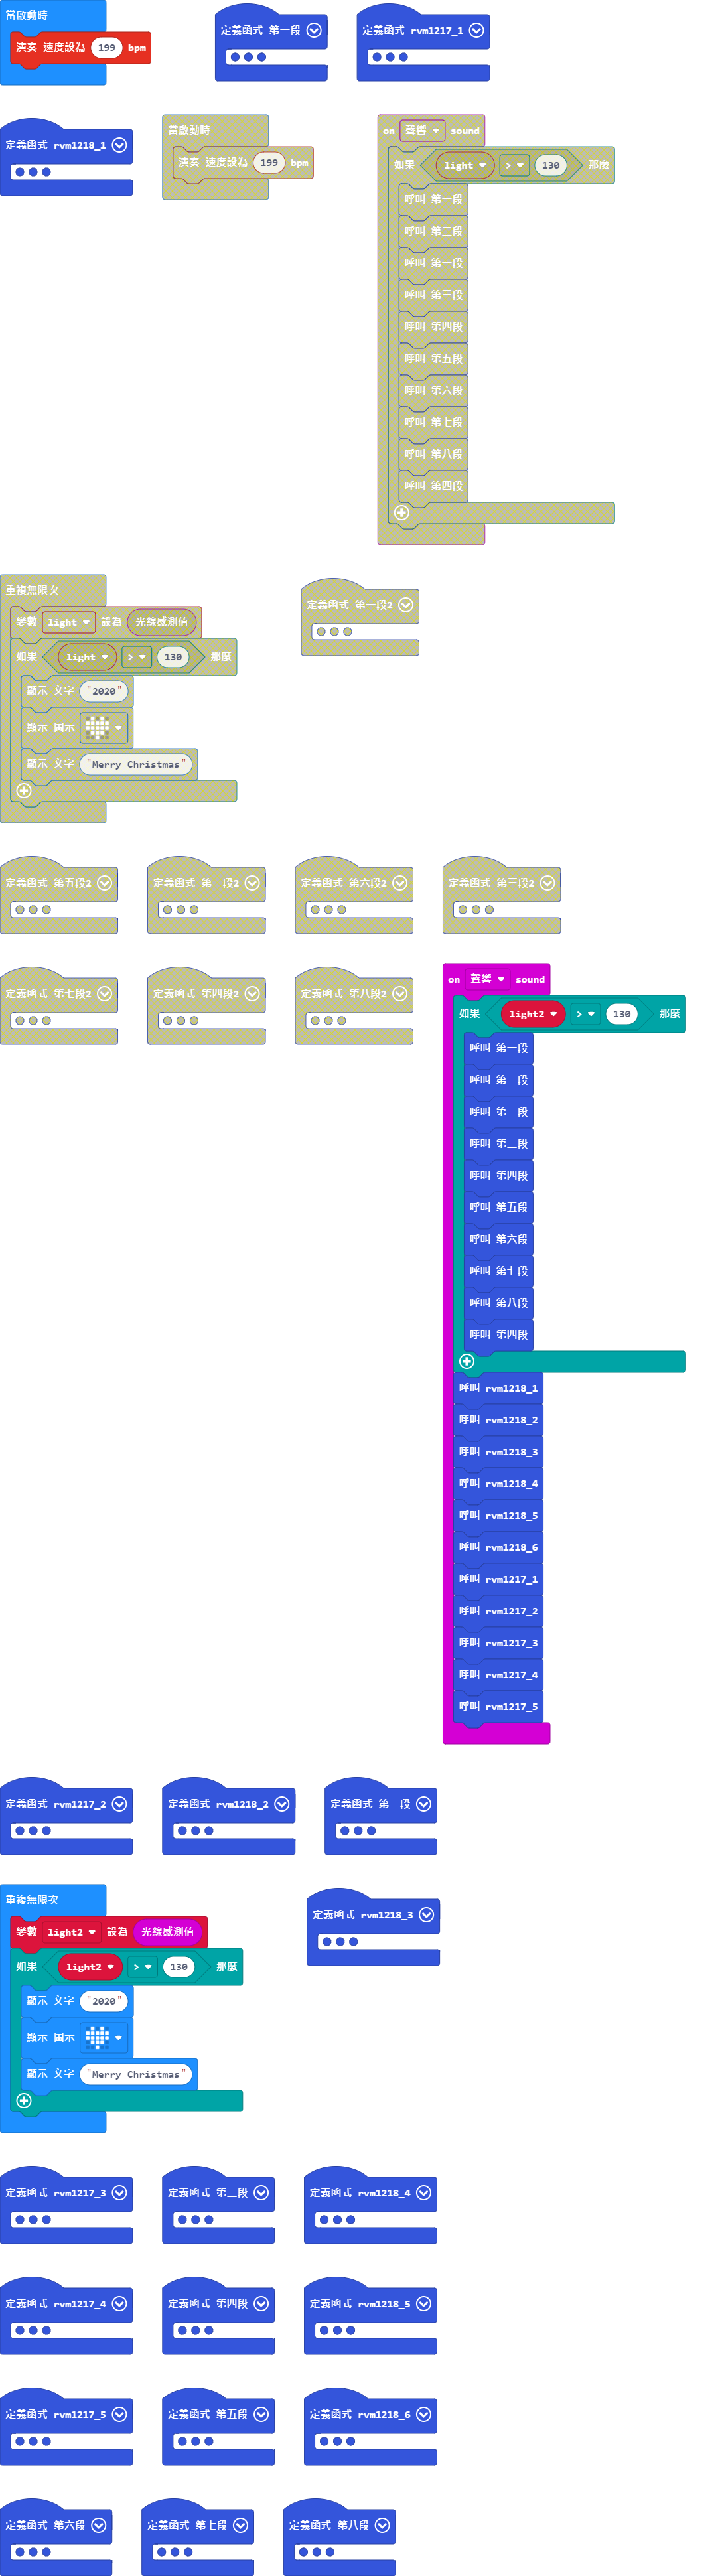 當啟動時
演奏 速度設為 199 bpm
定義函式 第一段
定義函式 rvm1217_1
定義函式 rvm1218_1
當啟動時
演奏 速度設為 199 bpm
on 聲響 sound
如果 light > 130 那麼
呼叫 第一段
呼叫 第二段
呼叫 第一段
呼叫 第三段
呼叫 第四段
呼叫 第五段
呼叫 第六段
呼叫 第七段
呼叫 第八段
呼叫 第四段
重複無限次
變數 light 設為 光線感測值
如果 light > 130 那麼
顯示 文字 "2020"
顯示 圖示
顯示 文字 "Merry Christmas"
定義函式 第一段2
定義函式 第五段2
定義函式 第二段2
定義函式 第六段2
定義函式 第三段2
定義函式 第七段2
定義函式 第四段2
定義函式 第八段2
on 聲響 sound
如果 light2 > 130 那麼
呼叫 第一段
呼叫 第二段
呼叫 第一段
呼叫 第三段
呼叫 第四段
呼叫 第五段
呼叫 第六段
呼叫 第七段
呼叫 第八段
呼叫 第四段
呼叫 rvm1218_1
呼叫 rvm1218_2
呼叫 rvm1218_3
呼叫 rvm1218_4
呼叫 rvm1218_5
呼叫 rvm1218_6
呼叫 rvm1217_1
呼叫 rvm1217_2
呼叫 rvm1217_3
呼叫 rvm1217_4
呼叫 rvm1217_5
定義函式 rvm1217_2
定義函式 rvm1218_2
定義函式 第二段
重複無限次
變數 light2 設為 光線感測值
如果 light2 > 130 那麼
顯示 文字 "2020"
顯示 圖示
顯示 文字 "Merry Christmas"
定義函式 rvm1218_3
定義函式 rvm1217_3
定義函式 第三段
定義函式 rvm1218_4
定義函式 rvm1217_4
定義函式 第四段
定義函式 rvm1218_5
定義函式 rvm1217_5
定義函式 第五段
定義函式 rvm1218_6
定義函式 第六段
定義函式 第七段
定義函式 第八段